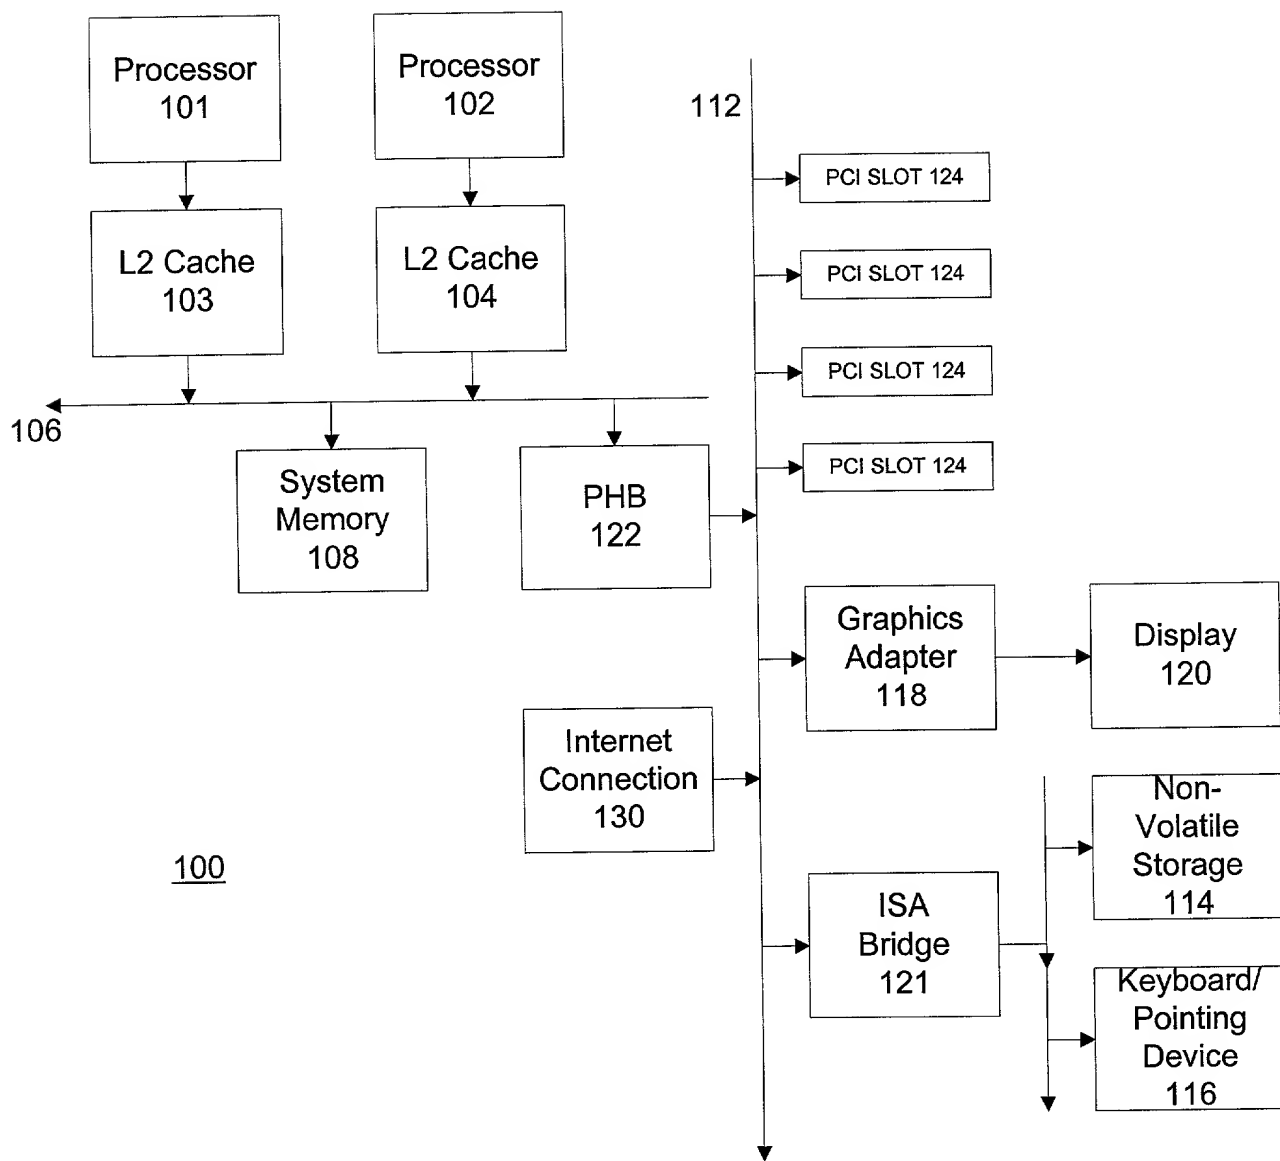 Processor
101
Processor
102
112
PCI SLOT 124
L2 Cache
103
L2 Cache
104
PCI SLOT 124
PCI SLOT 124
106
PCI SLOT 124
System
Memory
108
PHB
122
Graphics
Adapter
118
Display
120
Internet
Connection
130
Non-
Volatile
Storage
114
100
ISA
Bridge
121
Keyboard/
Pointing
Device
116